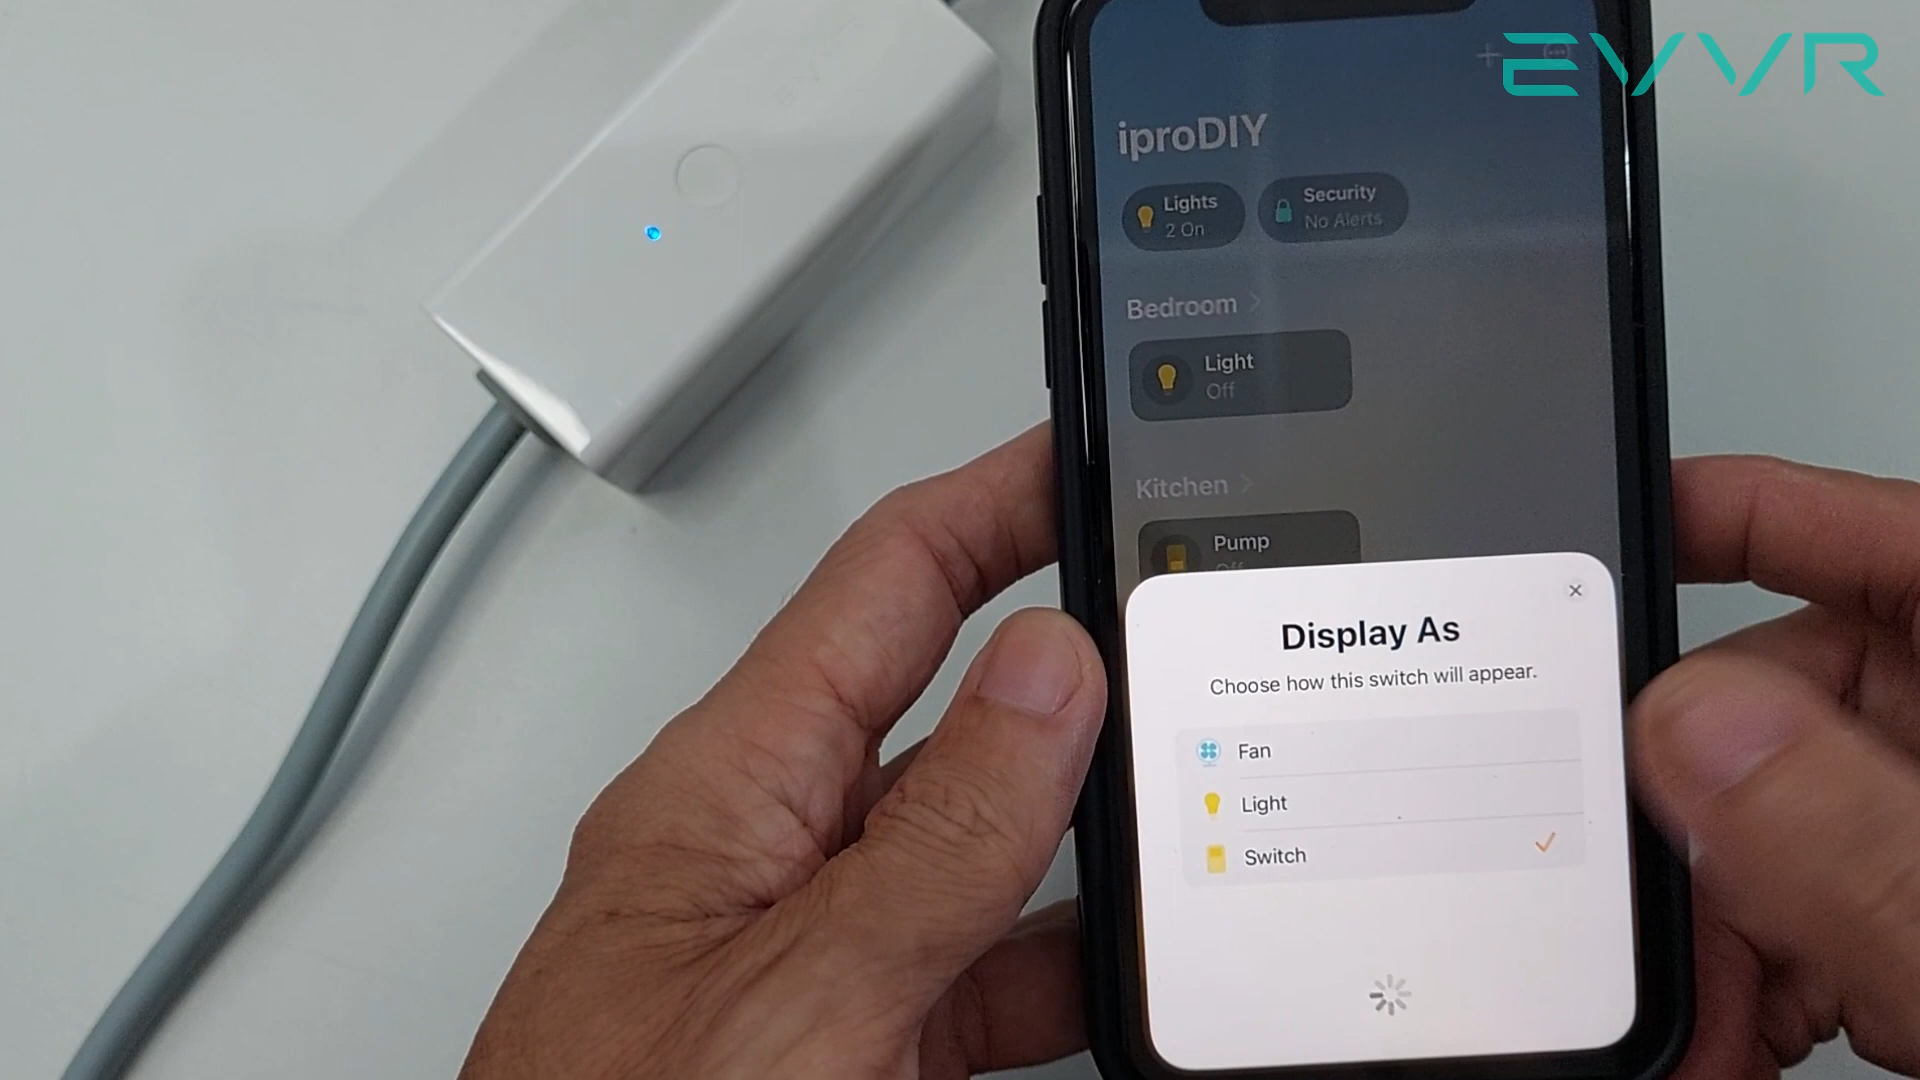 EVVR
iproDIY
Lights
2 On
Security
No Alerts
Bedroom
Light
Off
Kitchen
Pump
Off
Display As
Choose how this switch will appear.
Fan
Light
Switch